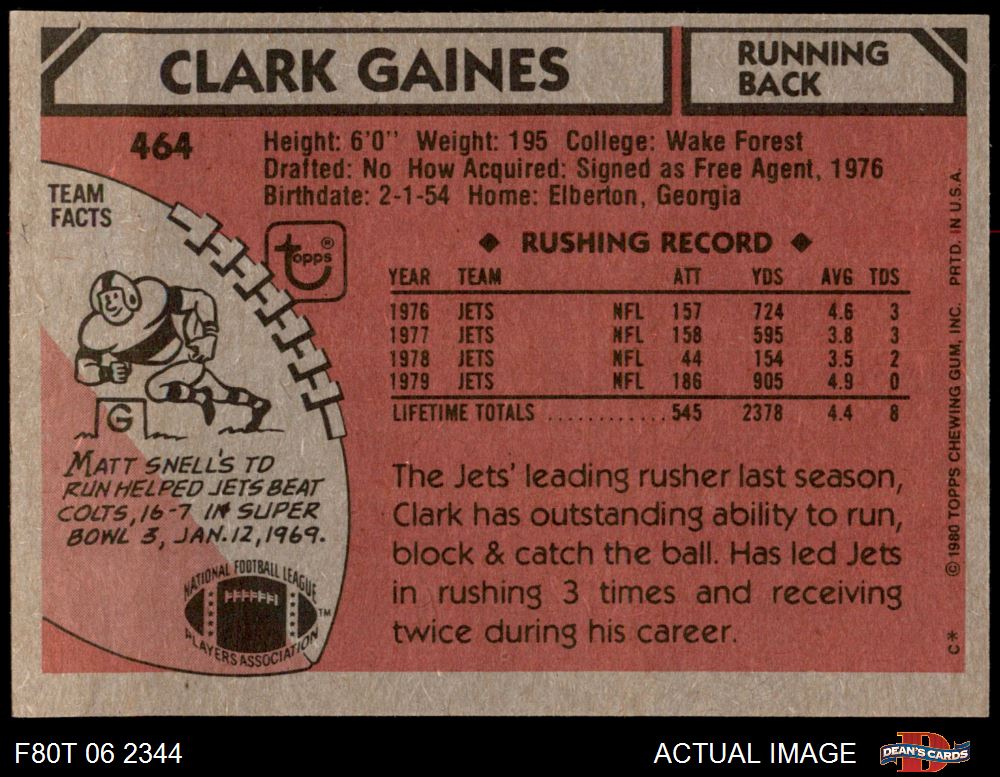 CLARK GAINES
RUNNING
BACK
464
Height: 6'0" Weight: 195 College: Wake Forest
Drafted: No How Acquired: Signed as Free Agent, 1976
Birthdate: 2-1-54 Home: Elberton, Georgia
TEAM
FACTS
topps®
◆ RUSHING RECORD ◆
YEAR TEAM ATT YDS AVG TDS
1976 JETS NFL 157 724 4.6 3
1977 JETS NFL 158 595 3.8 3
1978 JETS NFL 44 154 3.5 2
1979 JETS NFL 186 905 4.9 0
LIFETIME TOTALS ............ 545 2378 4.4 8
G
MATT SNELL'S TD
RUN HELPED JETS BEAT
COLTS, 16-7 IN SUPER
BOWL 3, JAN. 12, 1969.
NATIONAL FOOTBALL LEAGUE
PLAYERS ASSOCIATION
TM
The Jets' leading rusher last season,
Clark has outstanding ability to run,
block & catch the ball. Has led Jets
in rushing 3 times and receiving
twice during his career.
C* © 1980 TOPPS CHEWING GUM, INC. PRTD. IN U.S.A.
F80T 06 2344
ACTUAL IMAGE
DEAN'S CARDS